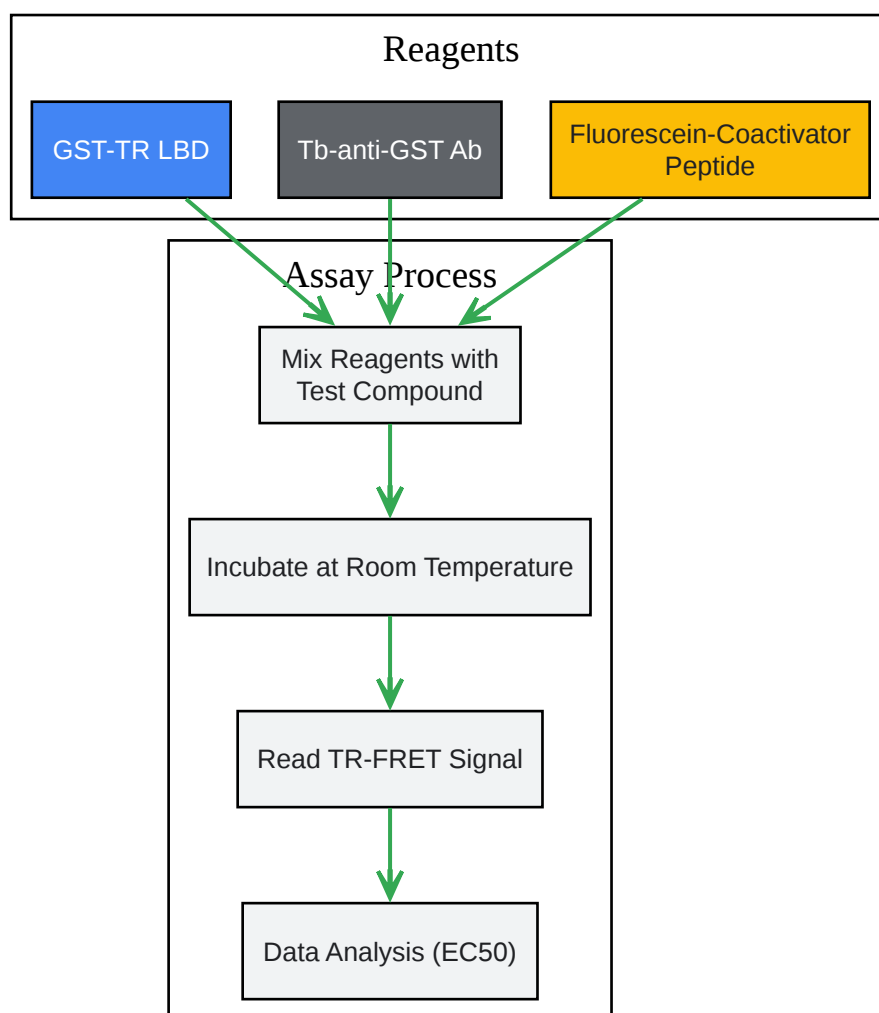 Reagents
GST-TR LBD
Tb-anti-GST Ab
Fluorescein-Coactivator
Peptide
Assay Process
Mix Reagents with
Test Compound
Incubate at Room Temperature
Read TR-FRET Signal
Data Analysis (EC50)